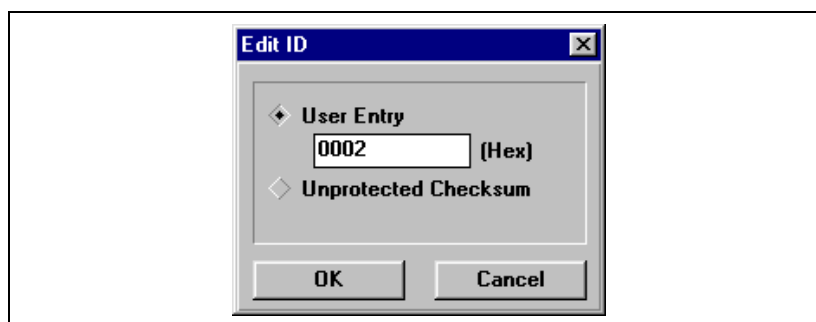 Edit ID
User Entry
0002 (Hex)
Unprotected Checksum
OK Cancel